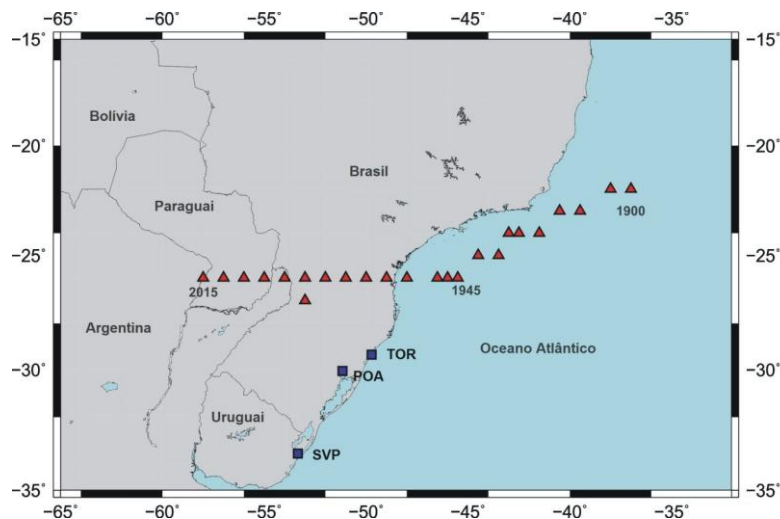 −65° −60° −55° −50° −45° −40° −35°
−15° −15°
Bolívia
−20° −20°
Brasil
Paraguai
1900
−25° −25°
2015 1945
Argentina
Oceano Atlântico
TOR
−30° −30°
POA
Uruguai
SVP
−35° −35°
−65° −60° −55° −50° −45° −40° −35°